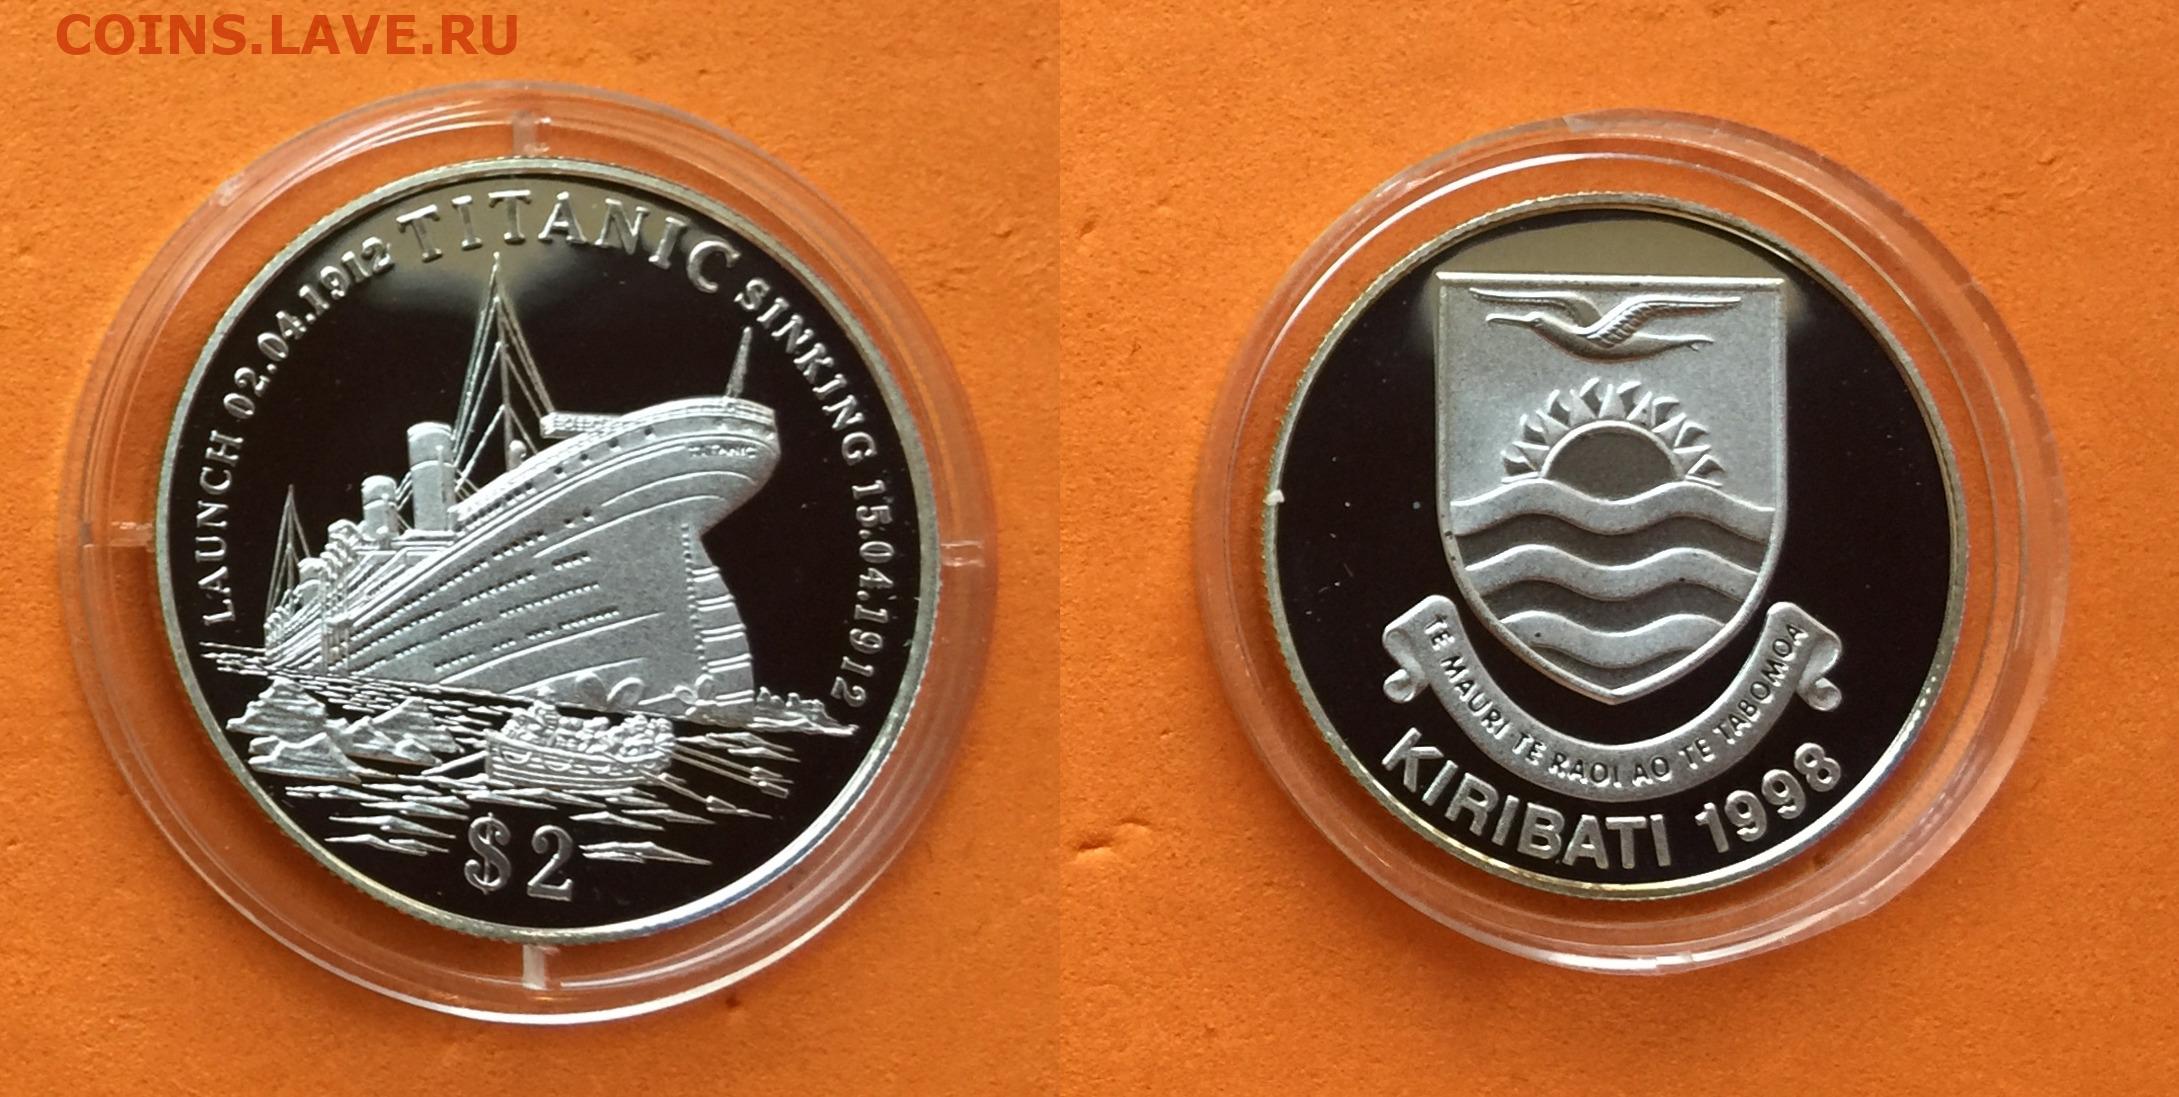 COINS.LAVE.RU
LAUNCH 02.04.1912 TITANIC SINKING 15.04.1912
TITANIC
$2
TE MAURI TE RAOI AO TE TABOMOA
KIRIBATI 1998